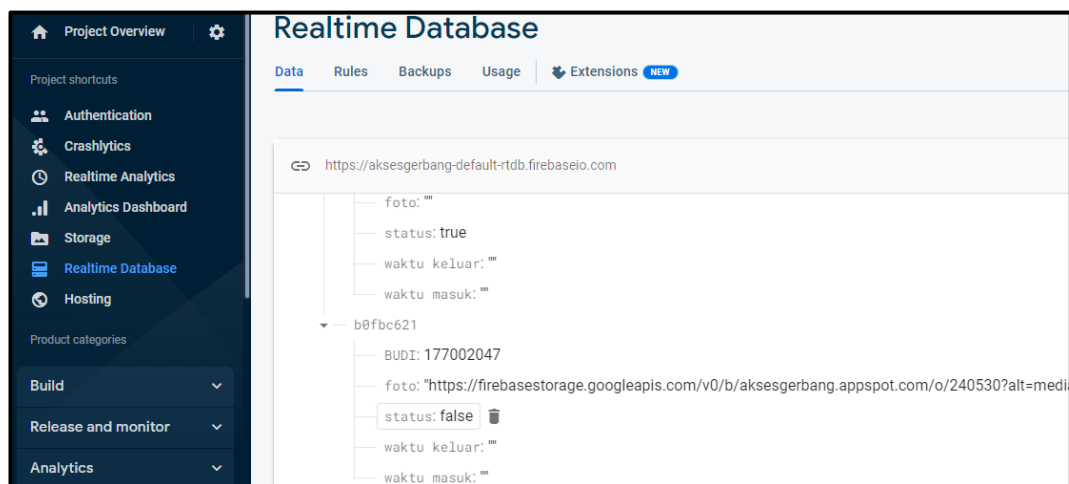 Project Overview
Project shortcuts
Authentication
Crashlytics
Realtime Analytics
Analytics Dashboard
Storage
Realtime Database
Hosting
Product categories
Build
Release and monitor
Analytics
Realtime Database
Data Rules Backups Usage Extensions NEW
https://aksesgerbang-default-rtdb.firebaseio.com
foto: ""
status: true
waktu keluar: ""
waktu masuk: ""
b0fbc621
BUDI: 177002047
foto: "https://firebasestorage.googleapis.com/v0/b/aksesgerbang.appspot.com/o/240530?alt=media
status: false
waktu keluar: ""
waktu masuk: ""